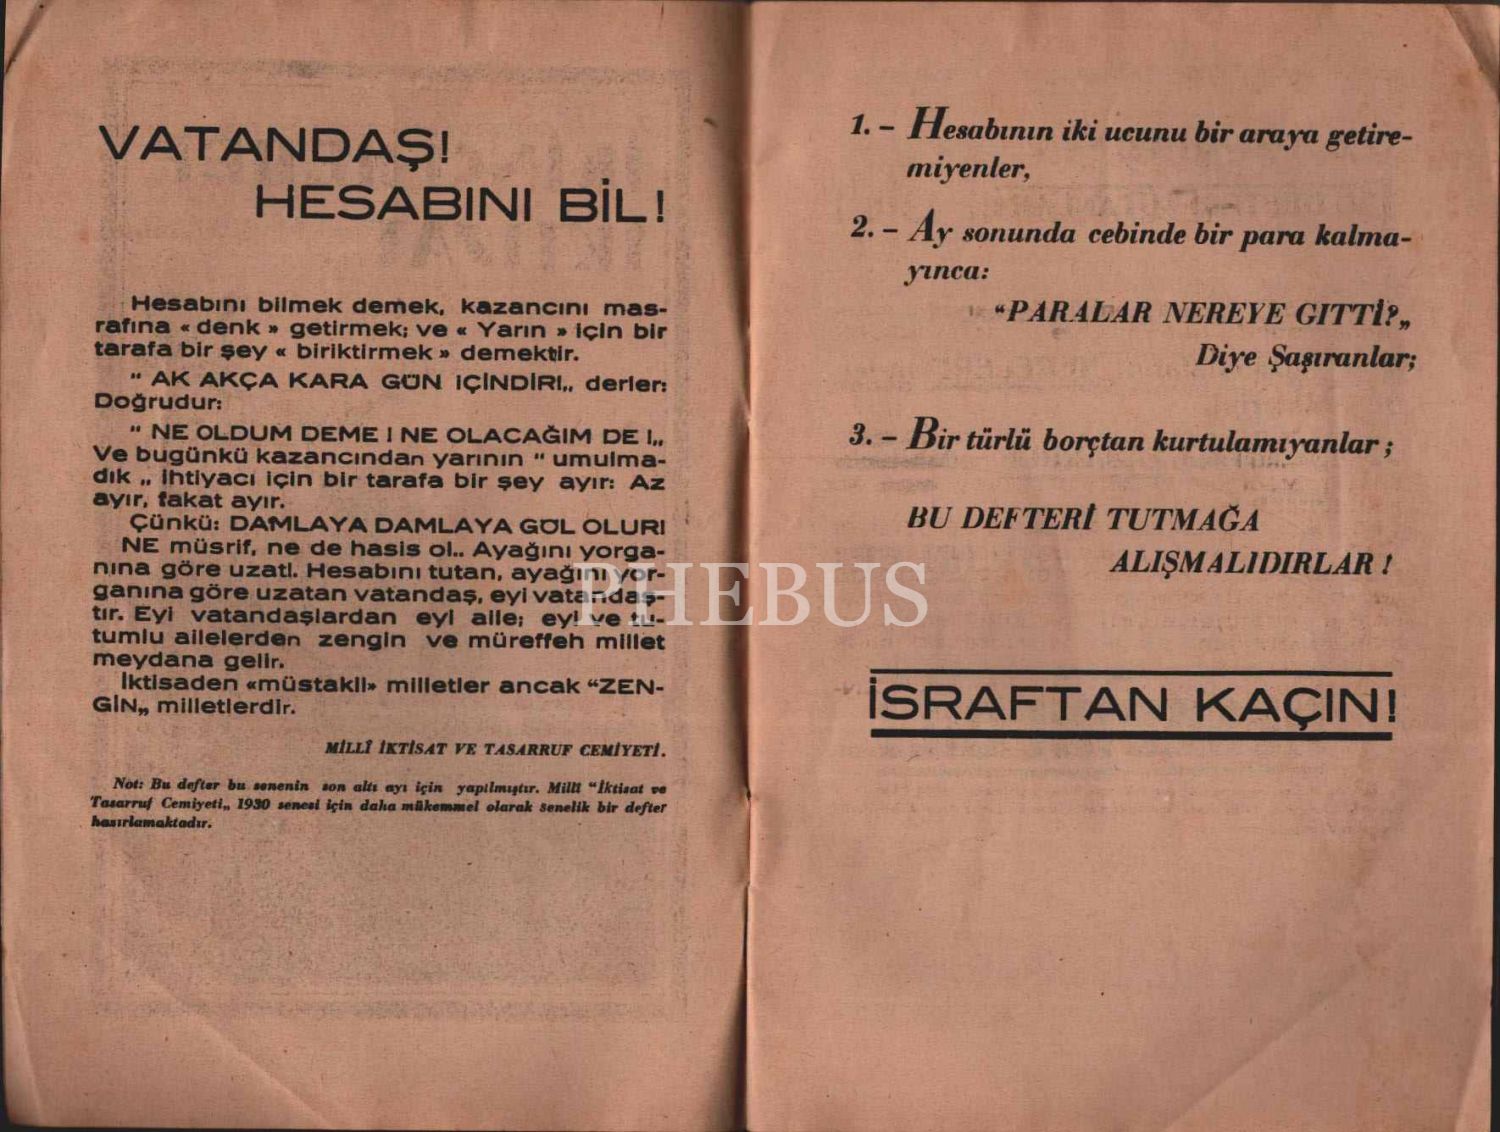 VATANDAŞ!
HESABINI BİL!
Hesabını bilmek demek, kazancını mas-
rafına « denk » getirmek; ve « Yarın » için bir
tarafa bir şey « biriktirmek » demektir.
“ AK AKÇA KARA GÜN İÇİNDİR!„ derler:
Doğrudur:
“ NE OLDUM DEME ! NE OLACAĞIM DE !„
Ve bugünkü kazancından yarının “ umulma-
dık „ ihtiyacı için bir tarafa bir şey ayır: Az
ayır, fakat ayır.
Çünkü: DAMLAYA DAMLAYA GÖL OLUR!
NE müsrif, ne de hasis ol.. Ayağını yorga-
nına göre uzat!. Hesabını tutan, ayağını yor-
ganına göre uzatan vatandaş, eyi vatandaş-
tır. Eyi vatandaşlardan eyi aile; eyi ve tu-
tumlu ailelerden zengin ve müreffeh millet
meydana gelir.
İktisaden «müstakil» milletler ancak “ZEN-
GİN„ milletlerdir.
MİLLÎ İKTİSAT VE TASARRUF CEMİYETİ.
Not: Bu defter bu senenin son altı ayı için yapılmıştır. Millî “İktisat ve
Tasarruf Cemiyeti„ 1930 senesi için daha mükemmel olarak senelik bir defter
hazırlamaktadır.
1. – Hesabının iki ucunu bir araya getire-
miyenler,
2. – Ay sonunda cebinde bir para kalma-
yınca:
“PARALAR NEREYE GITTİ?„
Diye Şaşıranlar;
3. – Bir türlü borçtan kurtulamıyanlar ;
BU DEFTERİ TUTMAĞA
ALIŞMALIDIRLAR !
İSRAFTAN KAÇIN!
PHEBUS